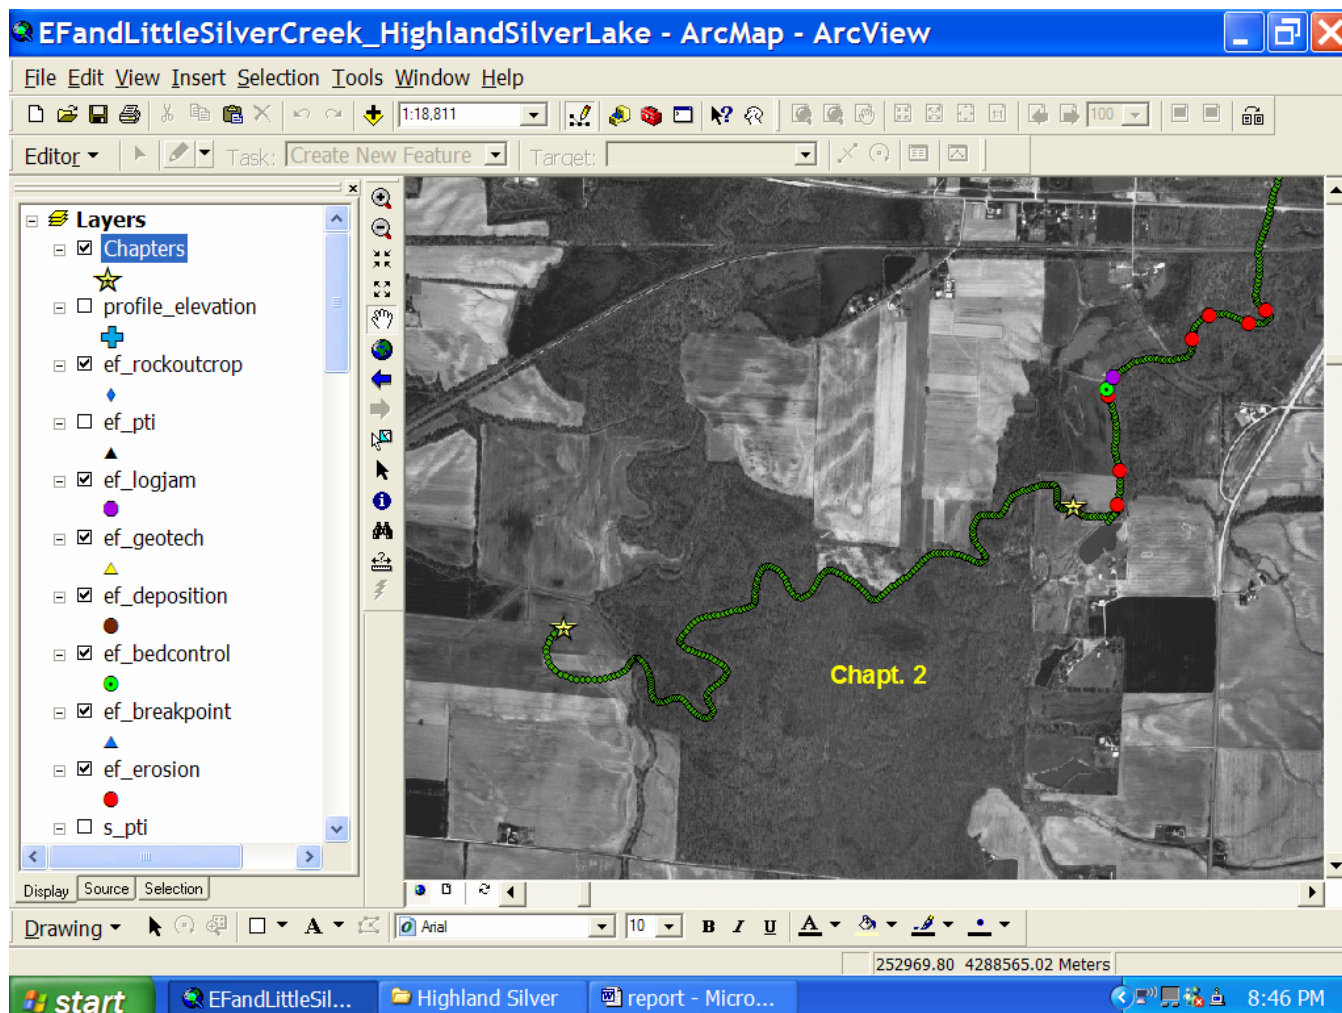 EFandLittleSilverCreek_HighlandSilverLake - ArcMap - ArcView
File Edit View Insert Selection Tools Window Help
1:18,811
100
Editor Task: Create New Feature Target:
Layers
Chapters
profile_elevation
ef_rockoutcrop
ef_pti
ef_logjam
ef_geotech
ef_deposition
ef_bedcontrol
ef_breakpoint
ef_erosion
s_pti
Chapt. 2
Display Source Selection
Drawing A Arial 10 B I U A
252969.80 4288565.02 Meters
start EFandLittleSil... Highland Silver report - Micro... 8:46 PM